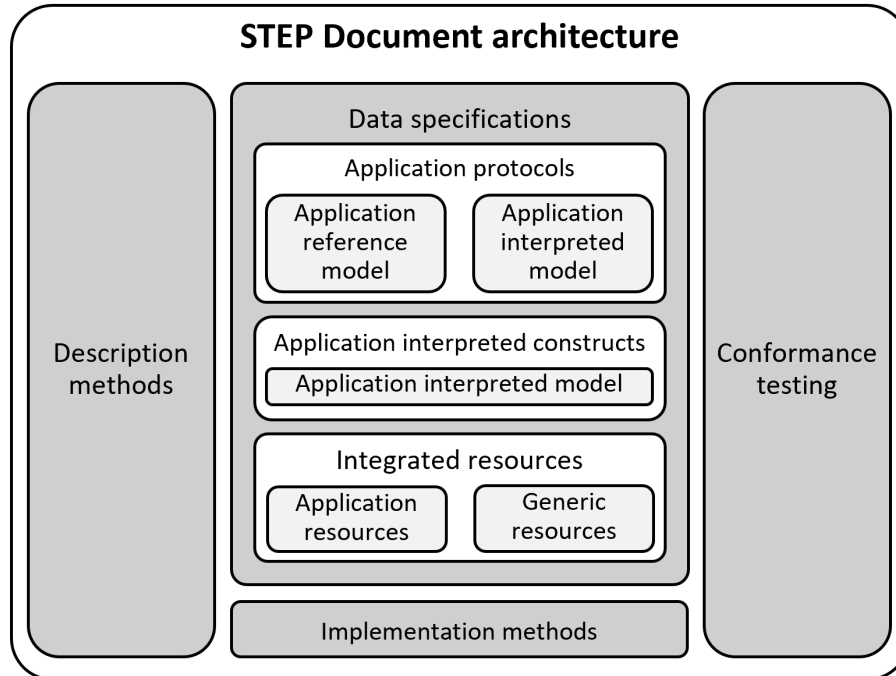 STEP Document architecture
Description
methods
Data specifications
Application protocols
Application
reference
model
Application
interpreted
model
Application interpreted constructs
Application interpreted model
Integrated resources
Application
resources
Generic
resources
Implementation methods
Conformance
testing